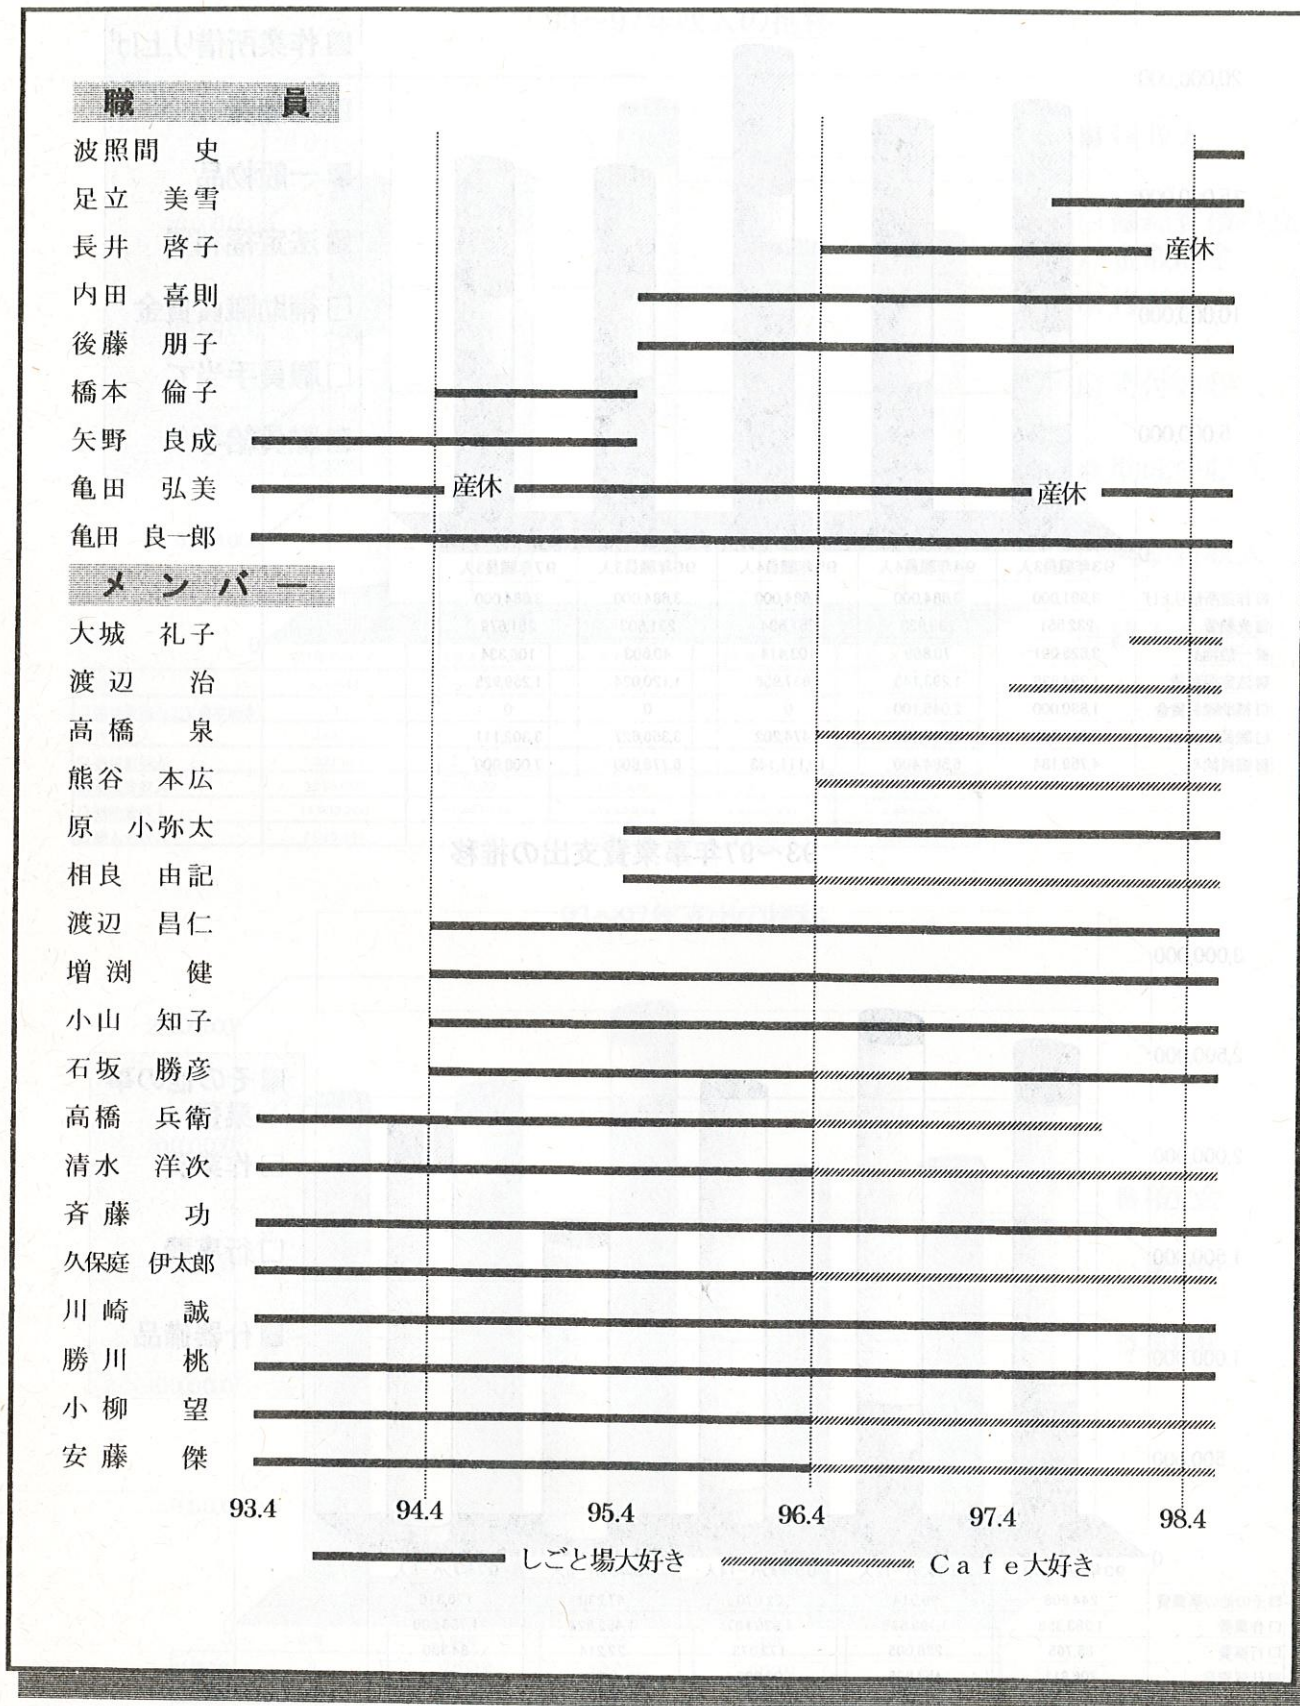 職 員
波照間 史
足立 美雪
長井 啓子 産休
内田 喜則
後藤 朋子
橋本 倫子
矢野 良成
亀田 弘美 産休 産休
亀田 良一郎
メンバー
大城 礼子
渡辺 治
高橋 泉
熊谷 本広
原 小弥太
相良 由記
渡辺 昌仁
増渕 健
小山 知子
石坂 勝彦
高橋 兵衛
清水 洋次
斉藤 功
久保庭 伊太郎
川崎 誠
勝川 桃
小柳 望
安藤 傑
93.4 94.4 95.4 96.4 97.4 98.4
しごと場大好き Cafe大好き